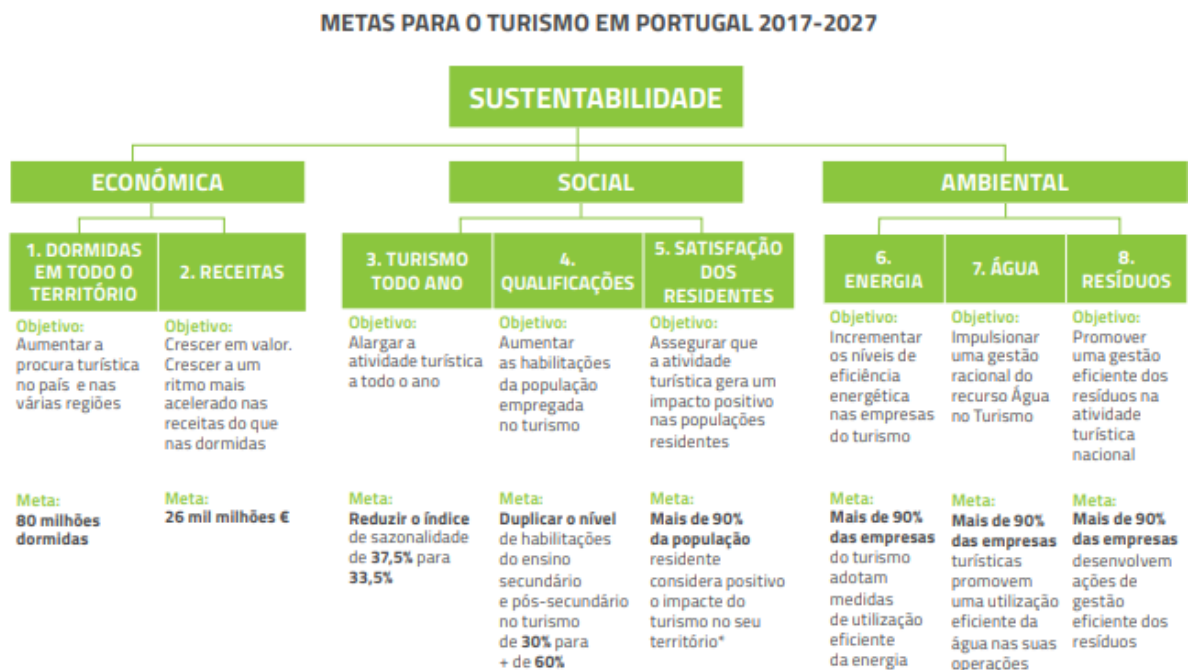 METAS PARA O TURISMO EM PORTUGAL 2017-2027
SUSTENTABILIDADE
ECONÓMICA
1. DORMIDAS
EM TODO O
TERRITÓRIO
Objetivo:
Aumentar a
procura turística
no país e nas
várias regiões
Meta:
80 milhões
dormidas
2. RECEITAS
Objetivo:
Crescer em valor.
Crescer a um
ritmo mais
acelerado nas
receitas do que
nas dormidas
Meta:
26 mil milhões €
SOCIAL
3. TURISMO
TODO ANO
Objetivo:
Alargar a
atividade turística
a todo o ano
Meta:
Reduzir o índice
de sazonalidade
de 37,5% para
33,5%
4.
QUALIFICAÇÕES
Objetivo:
Aumentar
as habilitações
da população
empregada
no turismo
Meta:
Duplicar o nível
de habilitações
do ensino
secundário
e pós-secundário
no turismo
de 30% para
+ de 60%
5. SATISFAÇÃO
DOS
RESIDENTES
Objetivo:
Assegurar que
a atividade
turística gera um
impacto positivo
nas populações
residentes
Meta:
Mais de 90%
da população
residente
considera positivo
o impacte do
turismo no seu
território*
AMBIENTAL
6.
ENERGIA
Objetivo:
Incrementar
os níveis de
eficiência
energética
nas empresas
do turismo
Meta:
Mais de 90%
das empresas
do turismo
adotam
medidas
de utilização
eficiente
da energia
7. ÁGUA
Objetivo:
Impulsionar
uma gestão
racional do
recurso Água
no Turismo
Meta:
Mais de 90%
das empresas
turísticas
promovem
uma utilização
eficiente da
água nas suas
operações
8.
RESÍDUOS
Objetivo:
Promover
uma gestão
eficiente dos
resíduos na
atividade
turística
nacional
Meta:
Mais de 90%
das empresas
desenvolvem
ações de
gestão
eficiente dos
resíduos